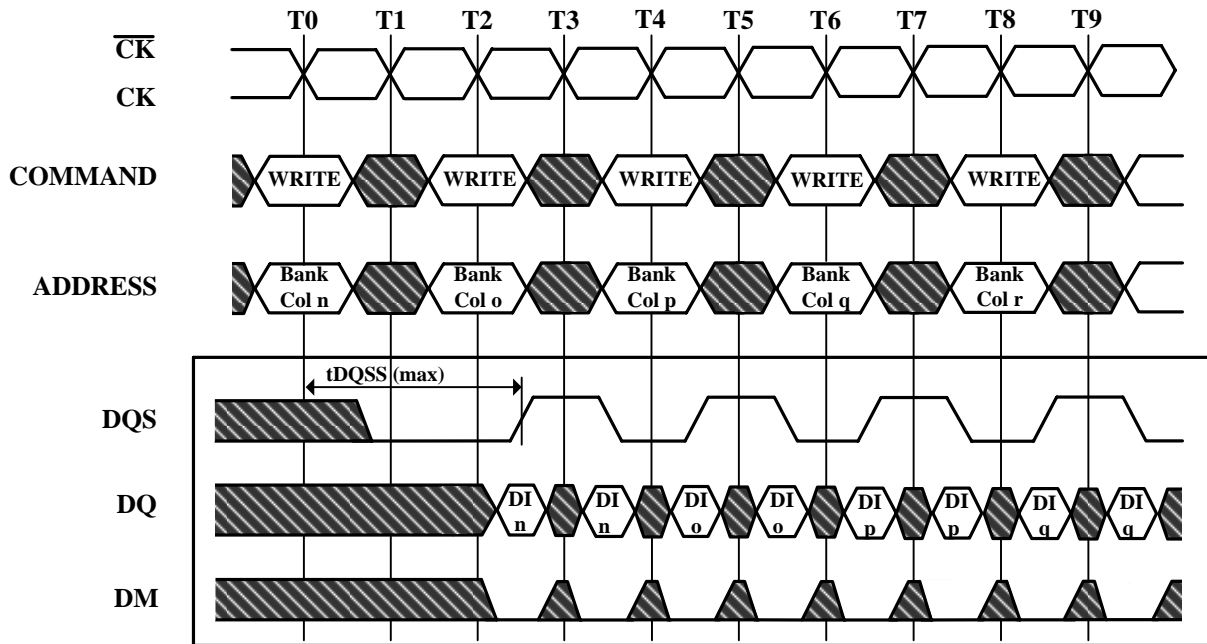 T0 T1 T2 T3 T4 T5 T6 T7 T8 T9
CK
CK
COMMAND WRITE WRITE WRITE WRITE WRITE
ADDRESS Bank Bank Bank Bank Bank
Col n Col o Col p Col q Col r
tDQSS (max)
DQS
DQ DI DI DI DI DI DI DI DI
n n o o p p q q
DM